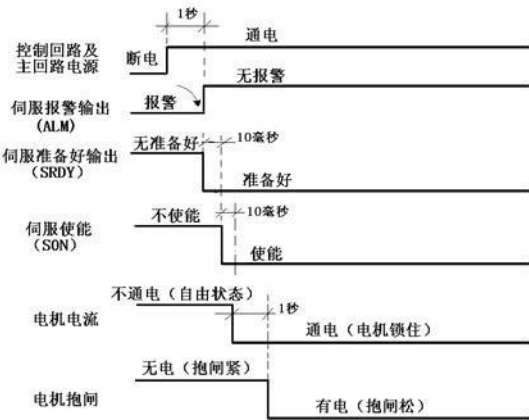 1秒
控制回路及
主回路电源
断电
通电
无报警
伺服报警输出
(ALM)
报警
伺服准备好输出
(SRDY)
无准备好
10毫秒
准备好
伺服使能
(SON)
不使能
10毫秒
使能
电机电流
不通电(自由状态)
1秒
通电(电机锁住)
电机抱闸
无电(抱闸紧)
有电(抱闸松)